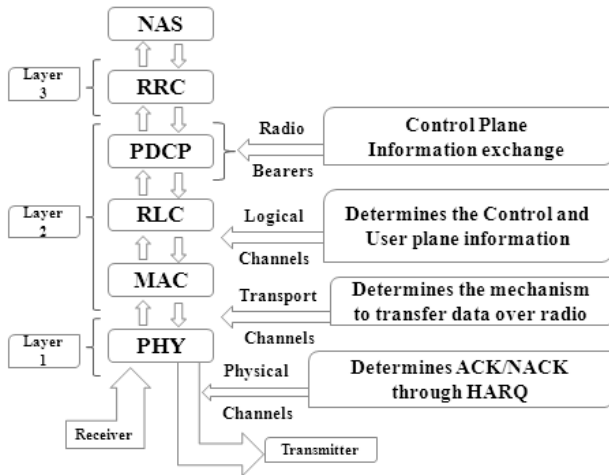 NAS
Layer
3
RRC
Radio
Bearers
Control Plane
Information exchange
PDCP
Layer
2
RLC
Logical
Channels
Determines the Control and
User plane information
MAC
Transport
Channels
Determines the mechanism
to transfer data over radio
Layer
1
PHY
Physical
Channels
Determines ACK/NACK
through HARQ
Receiver
Transmitter